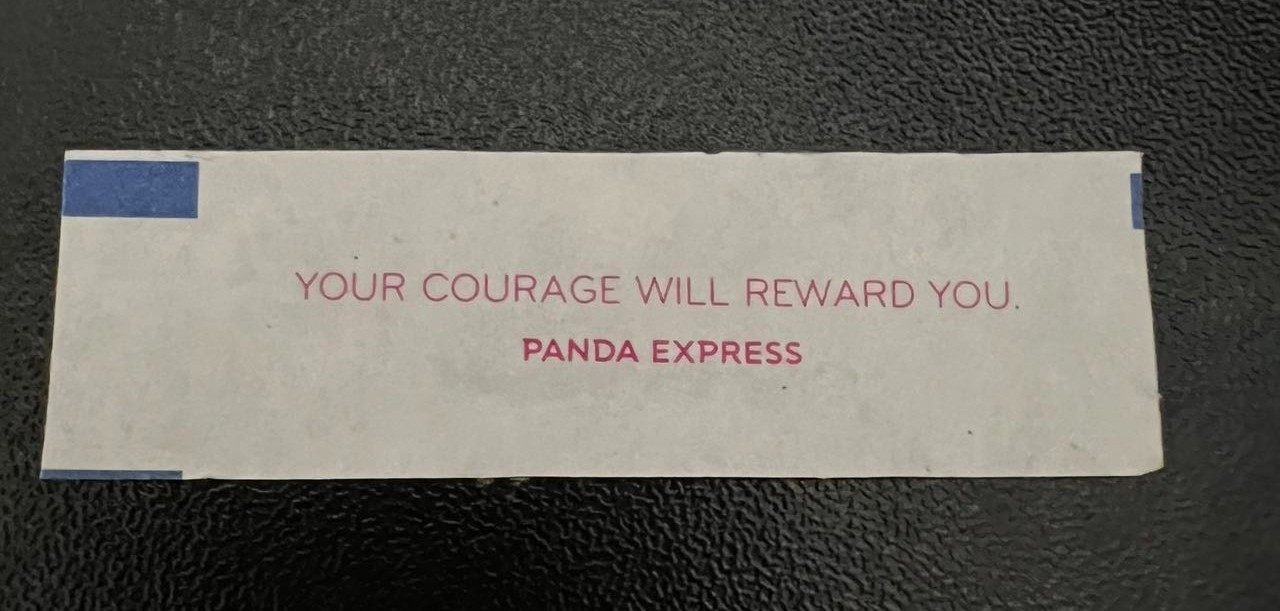 YOUR COURAGE WILL REWARD YOU.
PANDA EXPRESS